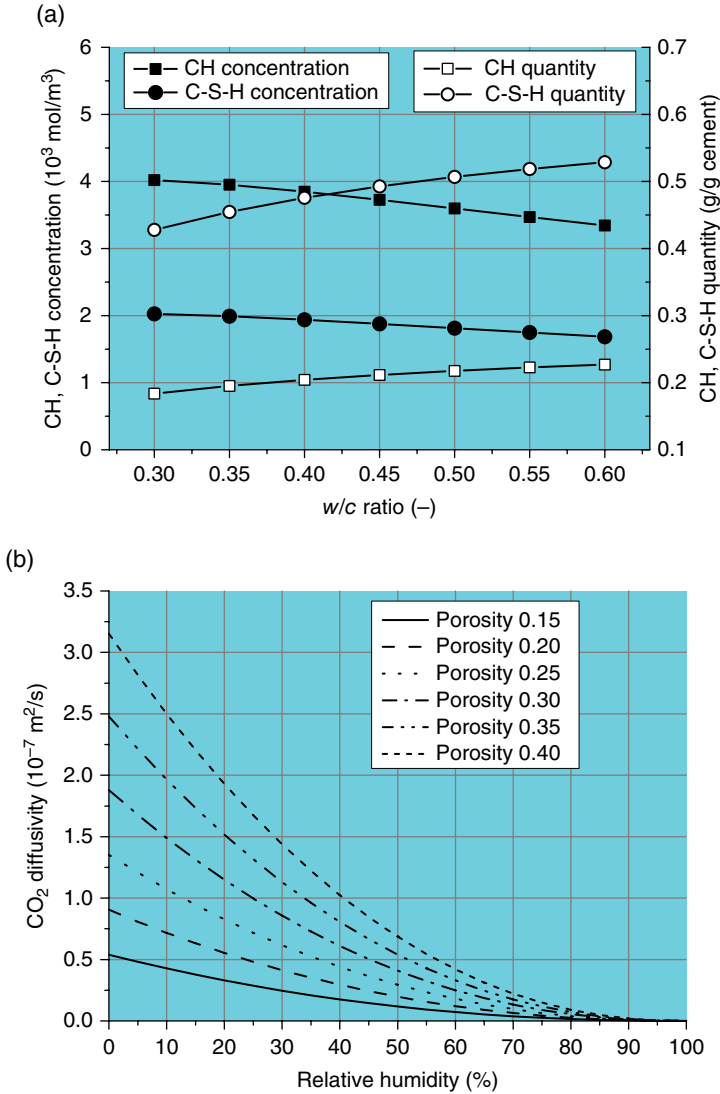 (a)
6
5
4
3
2
1
0
CH, C-S-H concentration (10³ mol/m³)
CH concentration
C-S-H concentration
CH quantity
C-S-H quantity
0.7
0.6
0.5
0.4
0.3
0.2
0.1
CH, C-S-H quantity (g/g cement)
0.30 0.35 0.40 0.45 0.50 0.55 0.60
w/c ratio (–)
(b)
3.5
3.0
2.5
2.0
1.5
1.0
0.5
0.0
CO₂ diffusivity (10⁻⁷ m²/s)
Porosity 0.15
Porosity 0.20
Porosity 0.25
Porosity 0.30
Porosity 0.35
Porosity 0.40
0 10 20 30 40 50 60 70 80 90 100
Relative humidity (%)